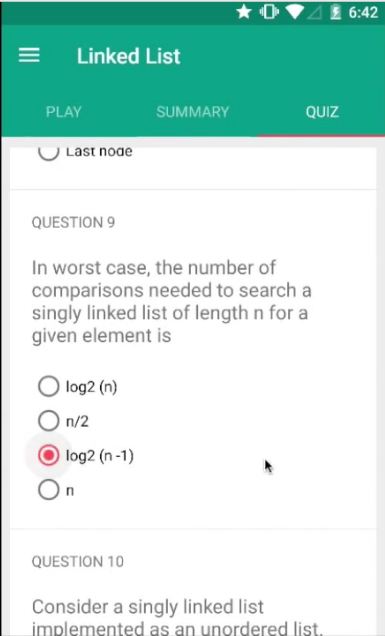 6:42
Linked List
PLAY SUMMARY QUIZ
Last node
QUESTION 9
In worst case, the number of
comparisons needed to search a
singly linked list of length n for a
given element is
log2 (n)
n/2
log2 (n -1)
n
QUESTION 10
Consider a singly linked list
implemented as an unordered list.